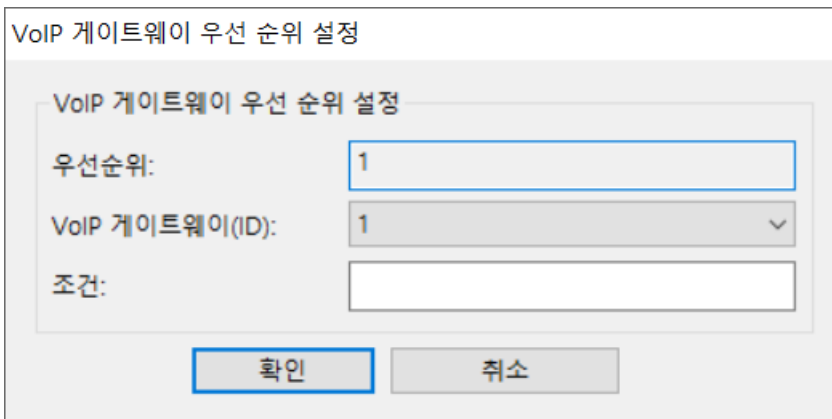 VoIP 게이트웨이 우선 순위 설정
VoIP 게이트웨이 우선 순위 설정
우선순위: 1
VoIP 게이트웨이(ID): 1
조건:
확인 취소